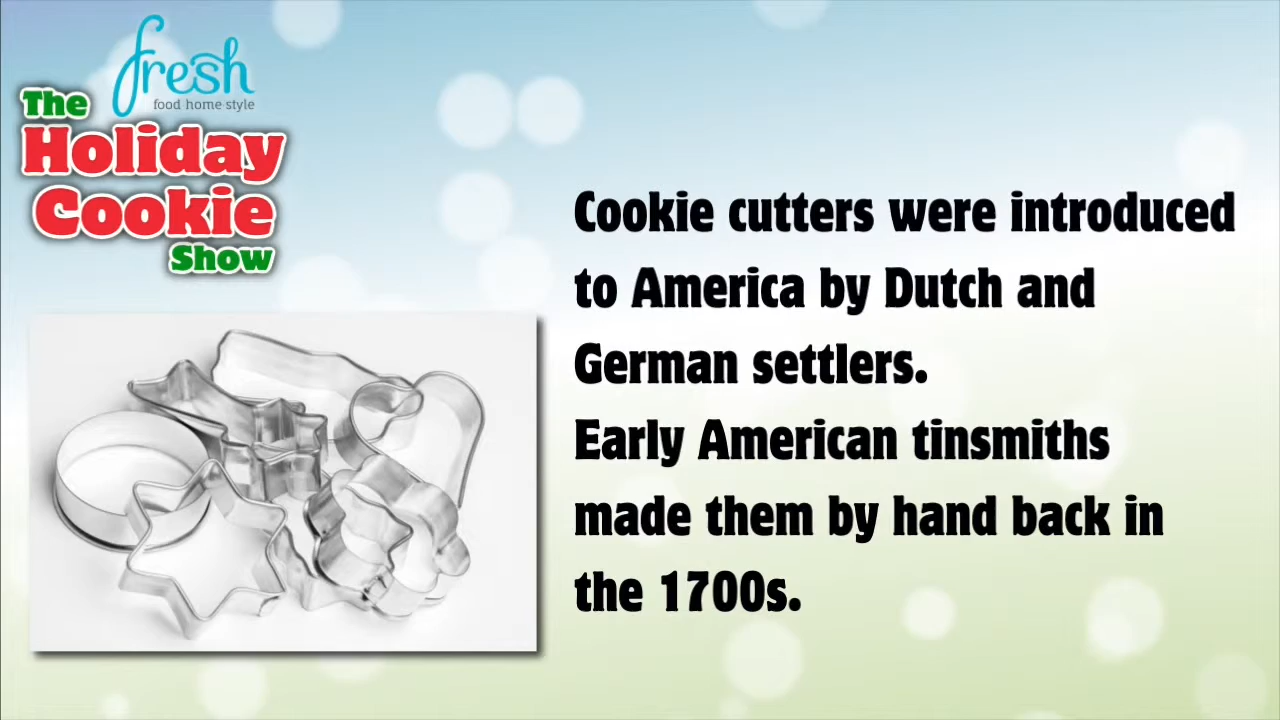 fresh
food home style
The
Holiday
Cookie
Show
Cookie cutters were introduced
to America by Dutch and
German settlers.
Early American tinsmiths
made them by hand back in
the 1700s.